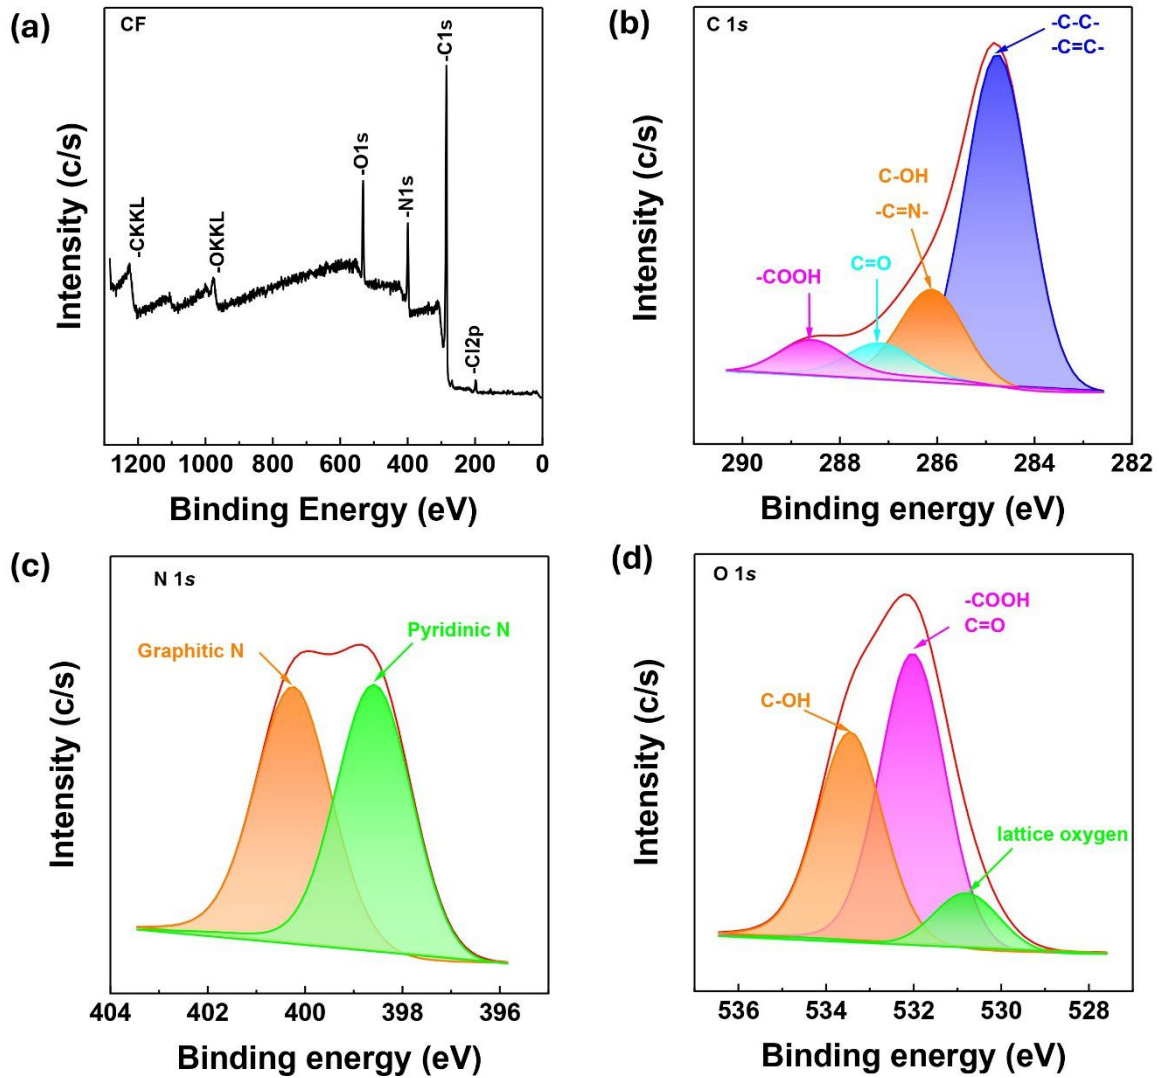 (a)
CF
-CKKL
-OKKL
-O1s
-N1s
-C1s
-Cl2p
Intensity (c/s)
1200 1000 800 600 400 200 0
Binding Energy (eV)
(b)
C 1s
-C-C-
-C=C-
C-OH
-C=N-
C=O
-COOH
Intensity (c/s)
290 288 286 284 282
Binding energy (eV)
(c)
N 1s
Graphitic N
Pyridinic N
Intensity (c/s)
404 402 400 398 396
Binding energy (eV)
(d)
O 1s
-COOH
C=O
C-OH
lattice oxygen
Intensity (c/s)
536 534 532 530 528
Binding energy (eV)